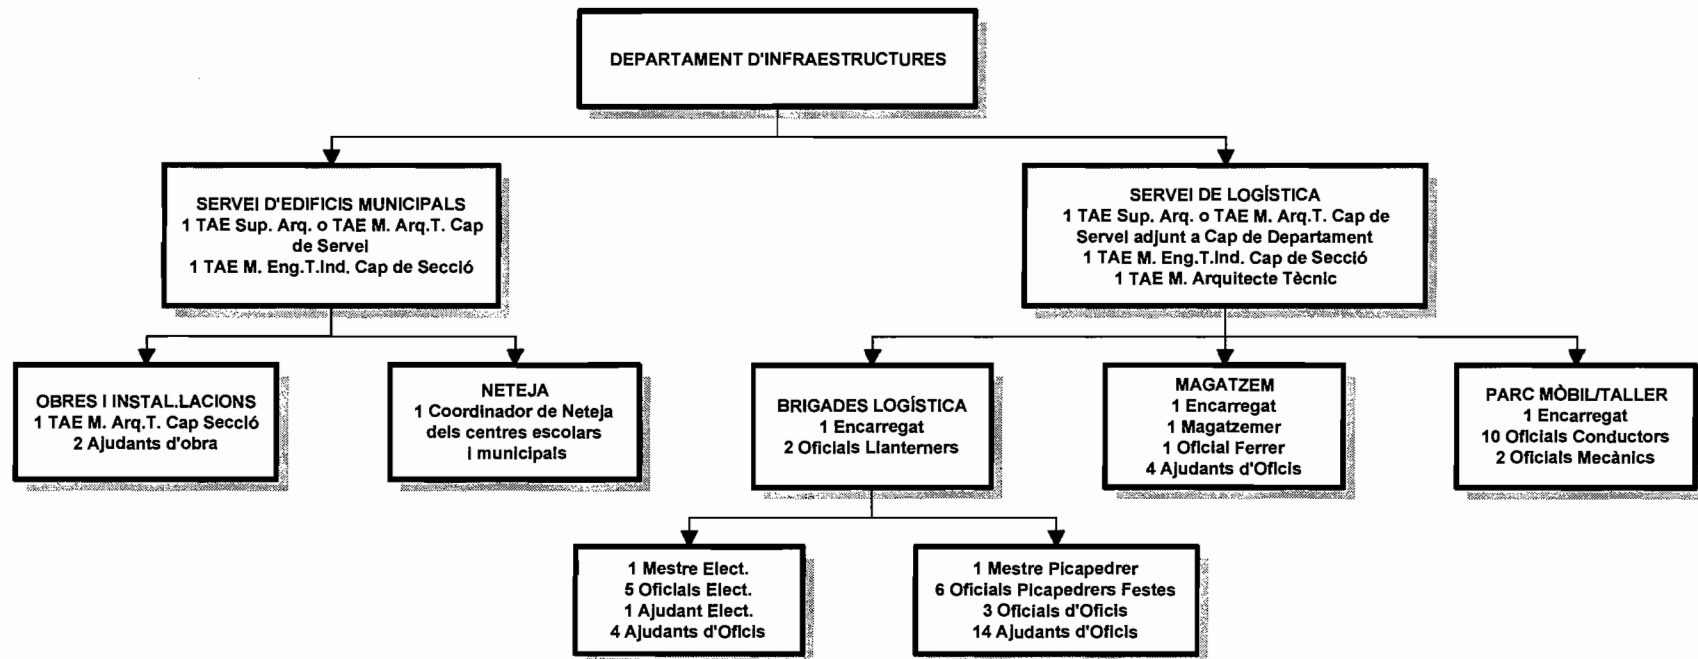 DEPARTAMENT D'INFRAESTRUCTURES
SERVEI D'EDIFICIS MUNICIPALS
1 TAE Sup. Arq. o TAE M. Arq.T. Cap
de Servei
1 TAE M. Eng.T.Ind. Cap de Secció
SERVEI DE LOGÍSTICA
1 TAE Sup. Arq. o TAE M. Arq.T. Cap de
Servei adjunt a Cap de Departament
1 TAE M. Eng.T.Ind. Cap de Secció
1 TAE M. Arquitecte Tècnic
OBRES I INSTAL.LACIONS
1 TAE M. Arq.T. Cap Secció
2 Ajudants d'obra
NETEJA
1 Coordinador de Neteja
dels centres escolars
i municipals
BRIGADES LOGÍSTICA
1 Encarregat
2 Oficials Llanterners
MAGATZEM
1 Encarregat
1 Magatzemer
1 Oficial Ferrer
4 Ajudants d'Oficis
PARC MÒBIL/TALLER
1 Encarregat
10 Oficials Conductors
2 Oficials Mecànics
1 Mestre Elect.
5 Oficials Elect.
1 Ajudant Elect.
4 Ajudants d'Oficis
1 Mestre Picapedrer
6 Oficials Picapedrers Festes
3 Oficials d'Oficis
14 Ajudants d'Oficis